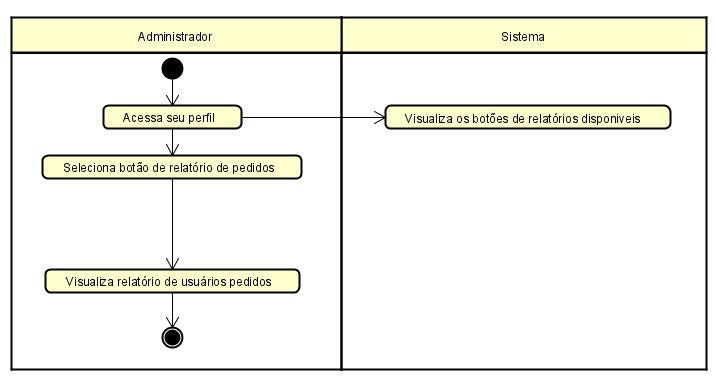 Administrador
Sistema
Acessa seu perfil
Visualiza os botões de relatórios disponiveis
Seleciona botão de relatório de pedidos
Visualiza relatório de usuários pedidos